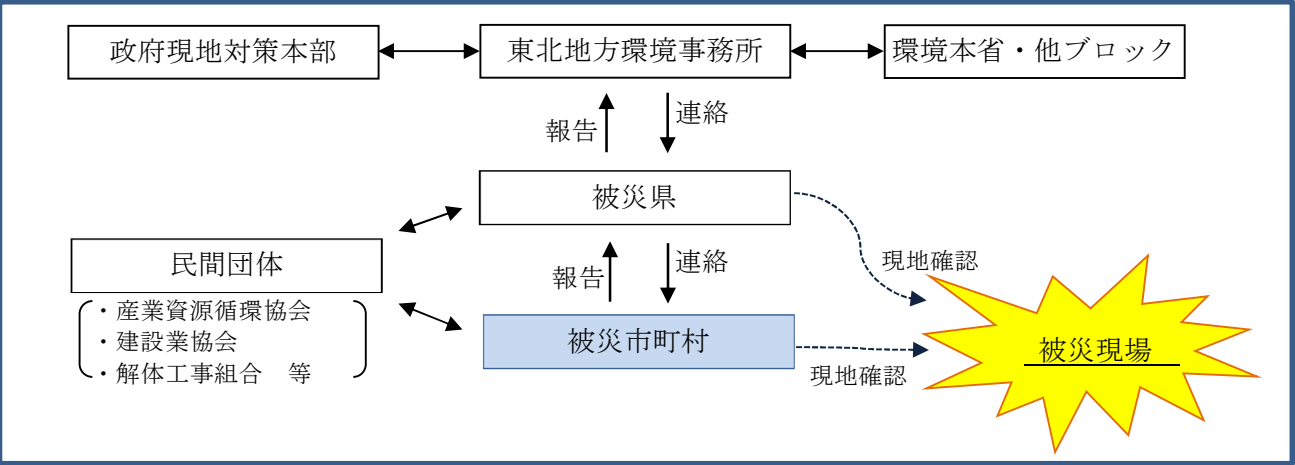 政府現地対策本部
東北地方環境事務所
環境本省・他ブロック
報告
連絡
被災県
民間団体
・産業資源循環協会
・建設業協会
・解体工事組合　等
報告
連絡
現地確認
被災市町村
現地確認
被災現場